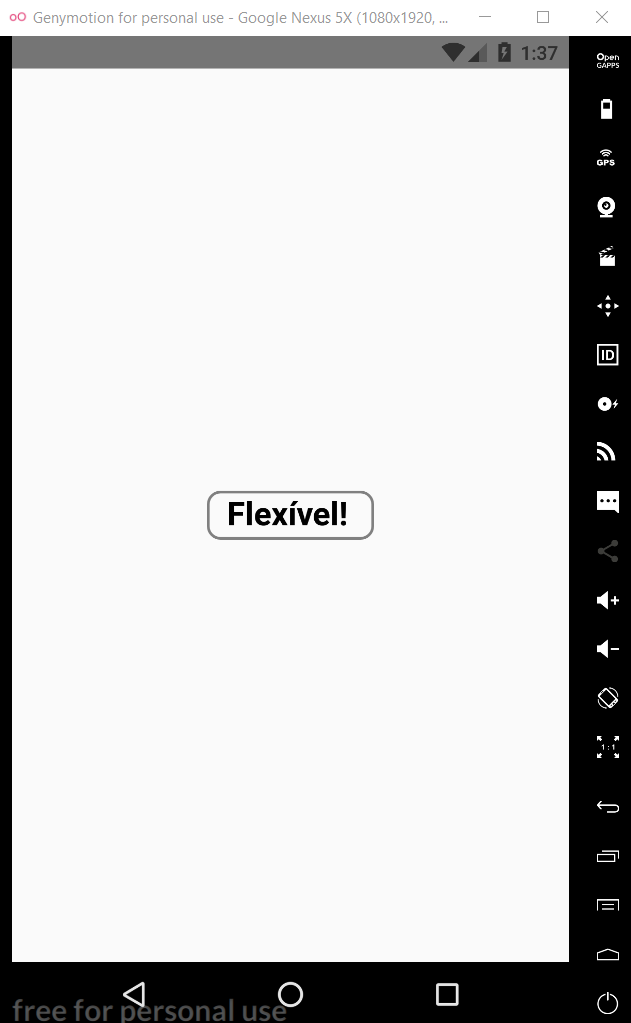 Genymotion for personal use - Google Nexus 5X (1080x1920, ...
1:37
Open
GAPPS
GPS
ID
Flexível!
1:1
free for personal use